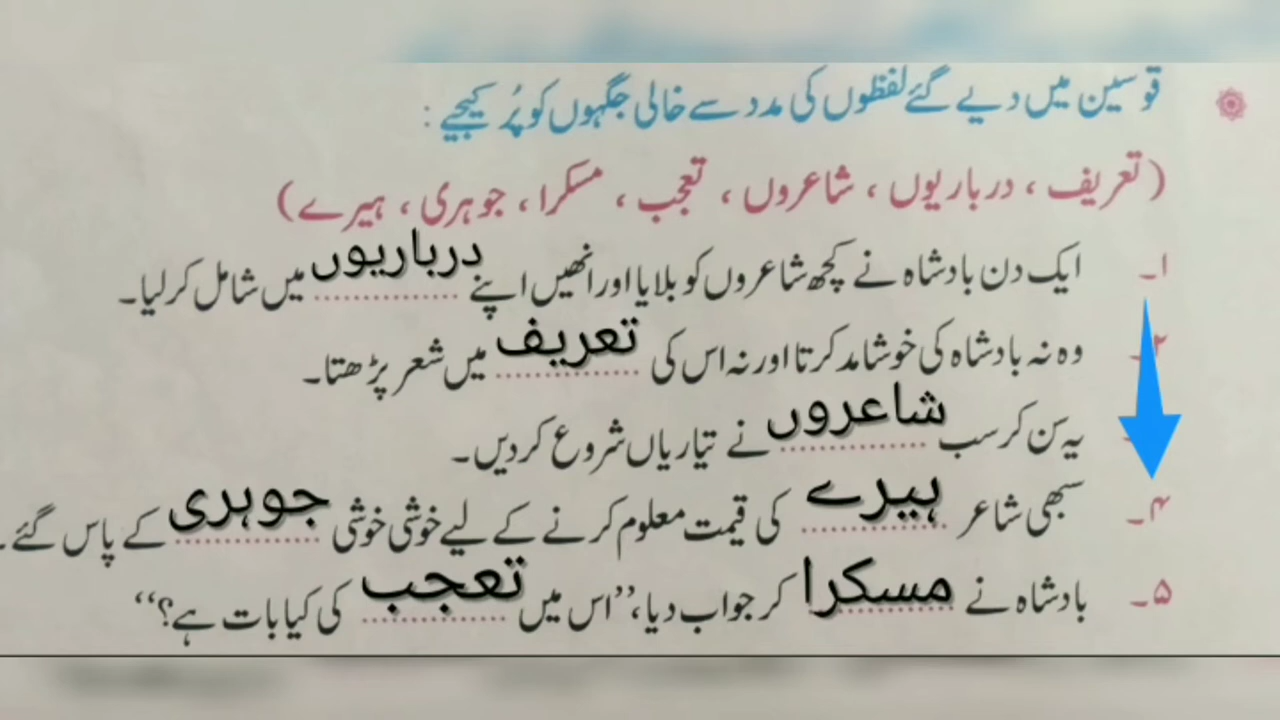 قوسین میں دیے گئے لفظوں کی مدد سے خالی جگہوں کو پُر کیجیے :
(تعریف ، درباریوں ، شاعروں ، تعجب ، مسکرا ، جوہری ، ہیرے)
۱۔ ایک دن بادشاہ نے کچھ شاعروں کو بلایا اور انھیں اپنے درباریوں میں شامل کرلیا۔
۲۔ وہ نہ بادشاہ کی خوشامد کرتا اور نہ اس کی تعریف میں شعر پڑھتا۔
یہ سن کر سب شاعروں نے تیاریاں شروع کردیں۔
۴۔ سبھی شاعر ہیرے کی قیمت معلوم کرنے کے لیے خوشی خوشی جوہری کے پاس گئے۔
۵۔ بادشاہ نے مسکرا کر جواب دیا، ’’اس میں تعجب کی کیا بات ہے؟‘‘